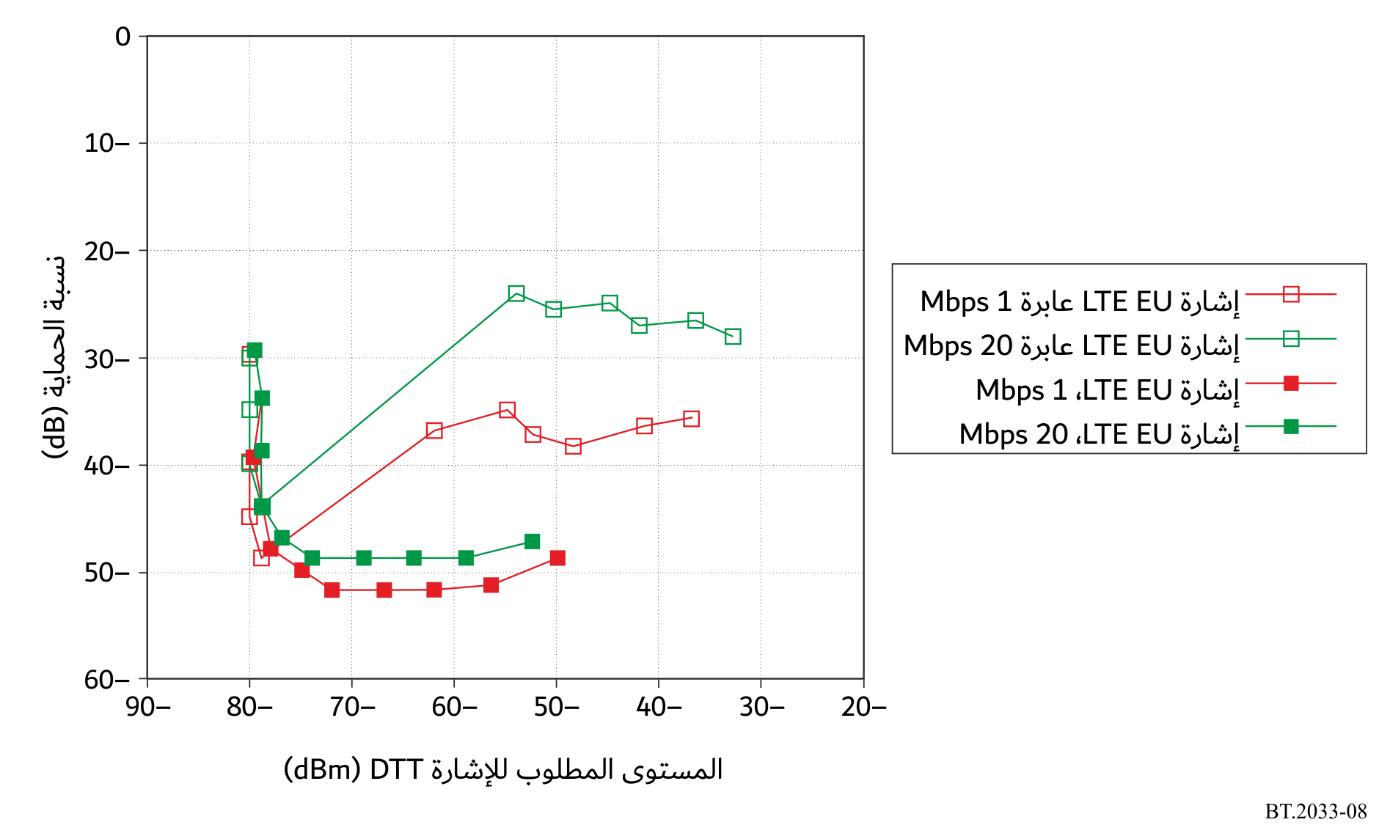 0
10–
20–
30–
40–
50–
60–
90– 80– 70– 60– 50– 40– 30– 20–
نسبة الحماية (dB))
المستوى المطلوب للإشارة DTT (dBm)
إشارة LTE EU عابرة 1 Mbps
إشارة LTE EU عابرة 20 Mbps
إشارة LTE EU، 1 Mbps
إشارة LTE EU، 20 Mbps
BT.2033-08